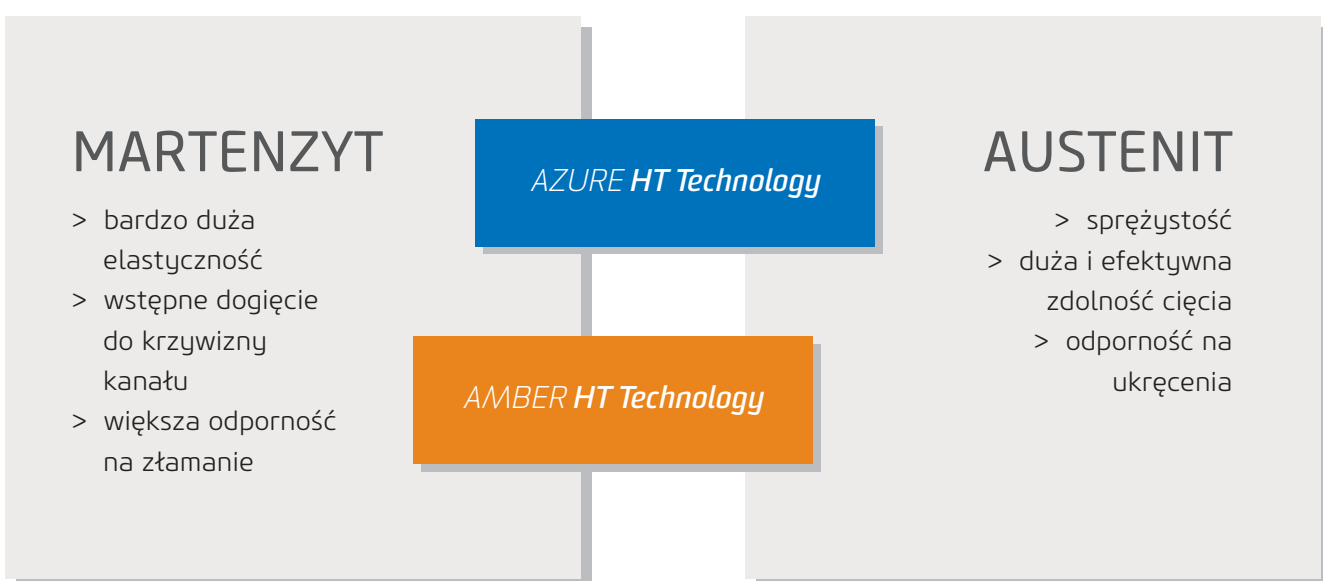 MARTENZYT
> bardzo duża
elastyczność
> wstępne dogięcie
do krzywizny
kanału
> większa odporność
na złamanie
AZURE HT Technology
AMBER HT Technology
AUSTENIT
> sprężystość
> duża i efektywna
zdolność cięcia
> odporność na
ukręcenia